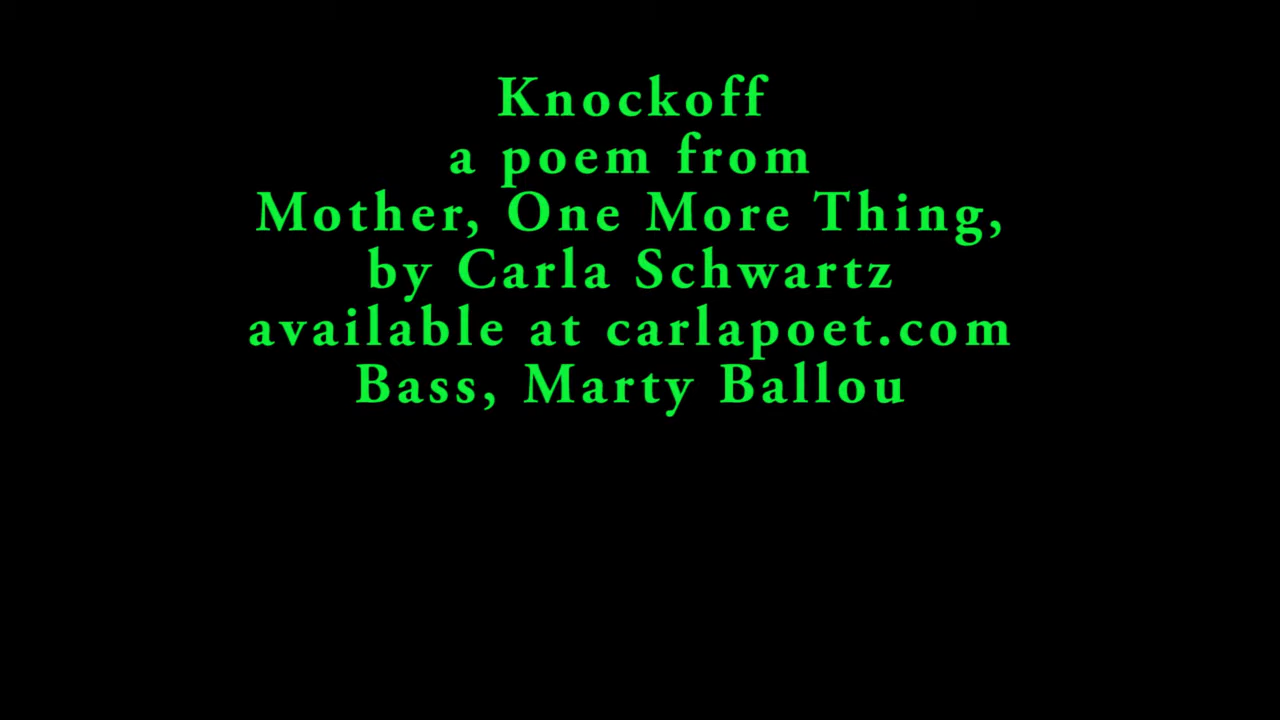 Knockoff
a poem from
Mother, One More Thing,
by Carla Schwartz
available at carlapoet.com
Bass, Marty Ballou